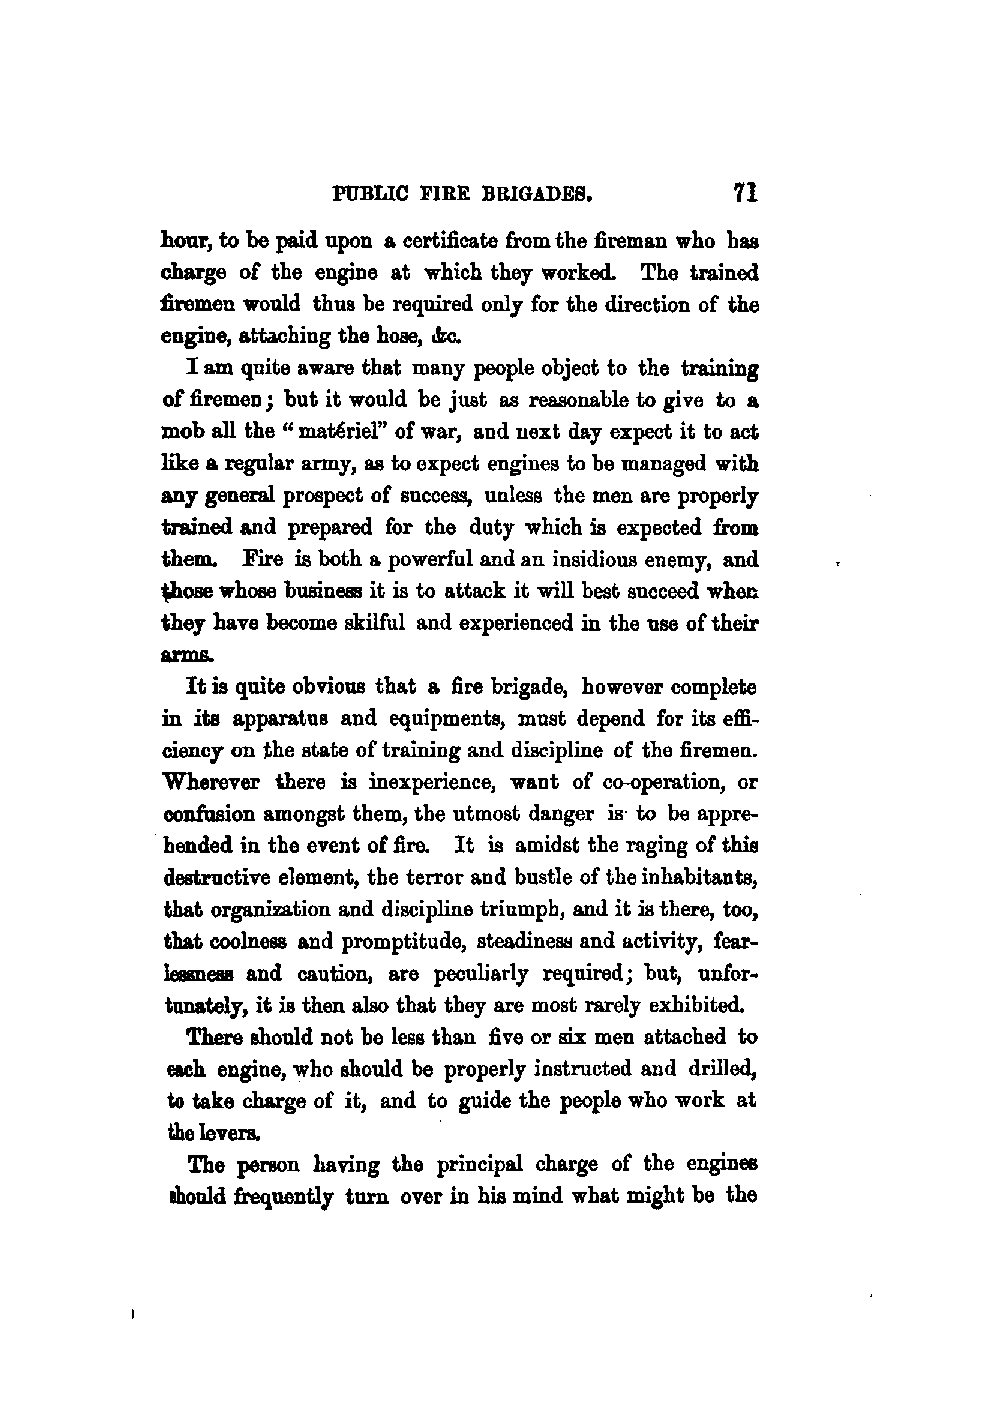 PUBLIC FIRE BRIGADES. 71
hour, to be paid upon a certificate from the fireman who has
charge of the engine at which they worked. The trained
firemen would thus be required only for the direction of the
engine, attaching the hose, &c.
I am quite aware that many people object to the training
of firemen; but it would be just as reasonable to give to a
mob all the “matériel” of war, and next day expect it to act
like a regular army, as to expect engines to be managed with
any general prospect of success, unless the men are properly
trained and prepared for the duty which is expected from
them. Fire is both a powerful and an insidious enemy, and
those whose business it is to attack it will best succeed when
they have become skilful and experienced in the use of their
arms.
It is quite obvious that a fire brigade, however complete
in its apparatus and equipments, must depend for its effi-
ciency on the state of training and discipline of the firemen.
Wherever there is inexperience, want of co-operation, or
confusion amongst them, the utmost danger is to be appre-
hended in the event of fire. It is amidst the raging of this
destructive element, the terror and bustle of the inhabitants,
that organization and discipline triumph, and it is there, too,
that coolness and promptitude, steadiness and activity, fear-
lessness and caution, are peculiarly required; but, unfor-
tunately, it is then also that they are most rarely exhibited.
There should not be less than five or six men attached to
each engine, who should be properly instructed and drilled,
to take charge of it, and to guide the people who work at
the levers.
The person having the principal charge of the engines
should frequently turn over in his mind what might be the